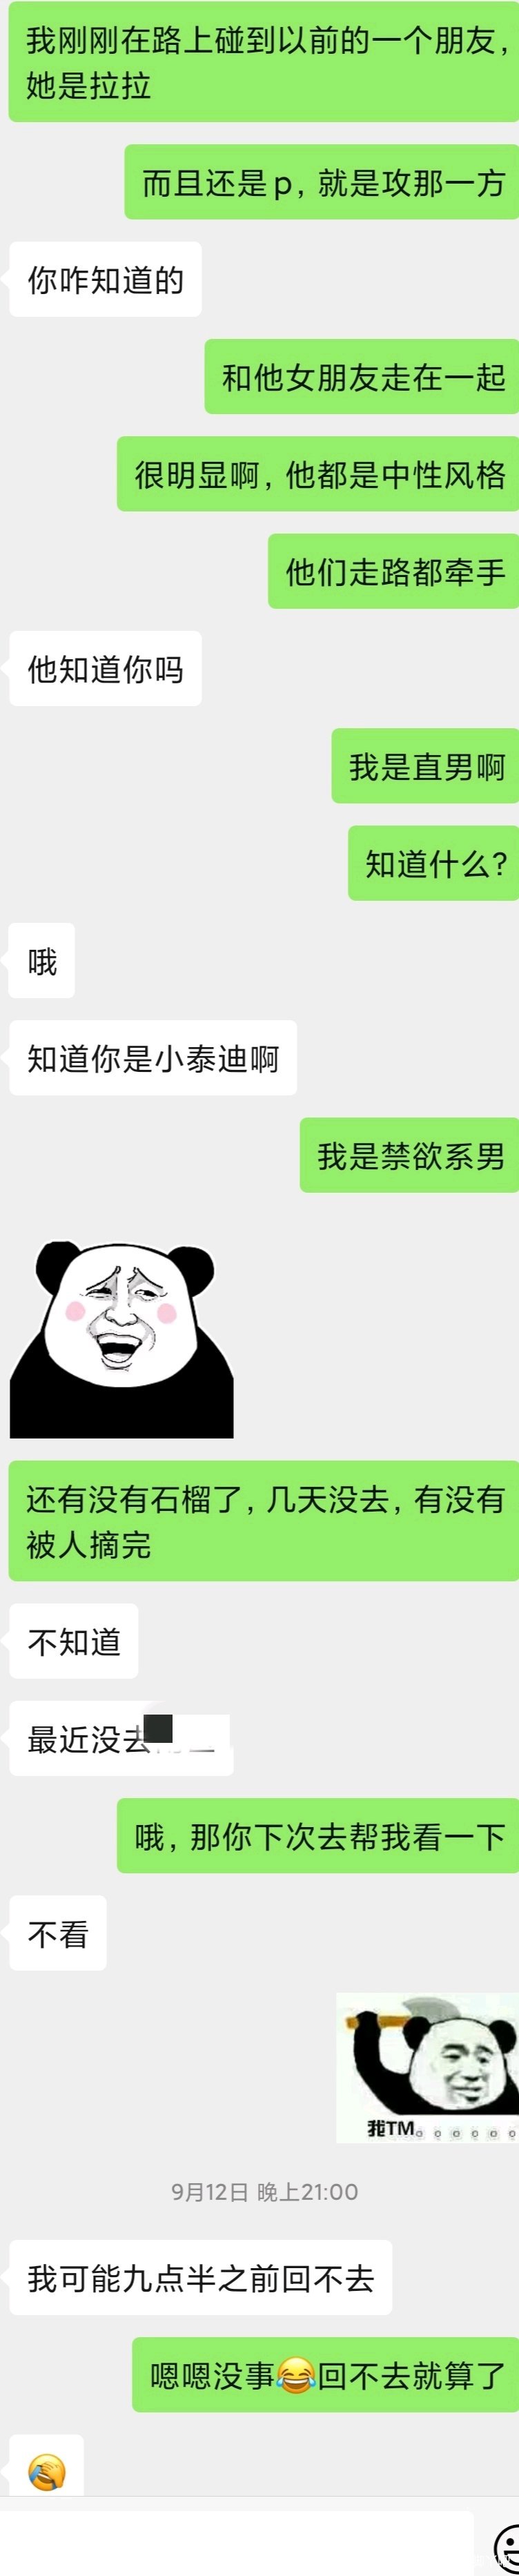 我刚刚在路上碰到以前的一个朋友,
她是拉拉
而且还是p, 就是攻那一方
你咋知道的
和他女朋友走在一起
很明显啊, 他都是中性风格
他们走路都牵手
他知道你吗
我是直男啊
知道什么?
哦
知道你是小泰迪啊
我是禁欲系男
还有没有石榴了, 几天没去, 有没有
被人摘完
不知道
最近没去
哦, 那你下次去帮我看一下
不看
我TM。。。。。。
9月12日 晚上21:00
我可能九点半之前回不去
嗯嗯没事😂回不去就算了
🤦